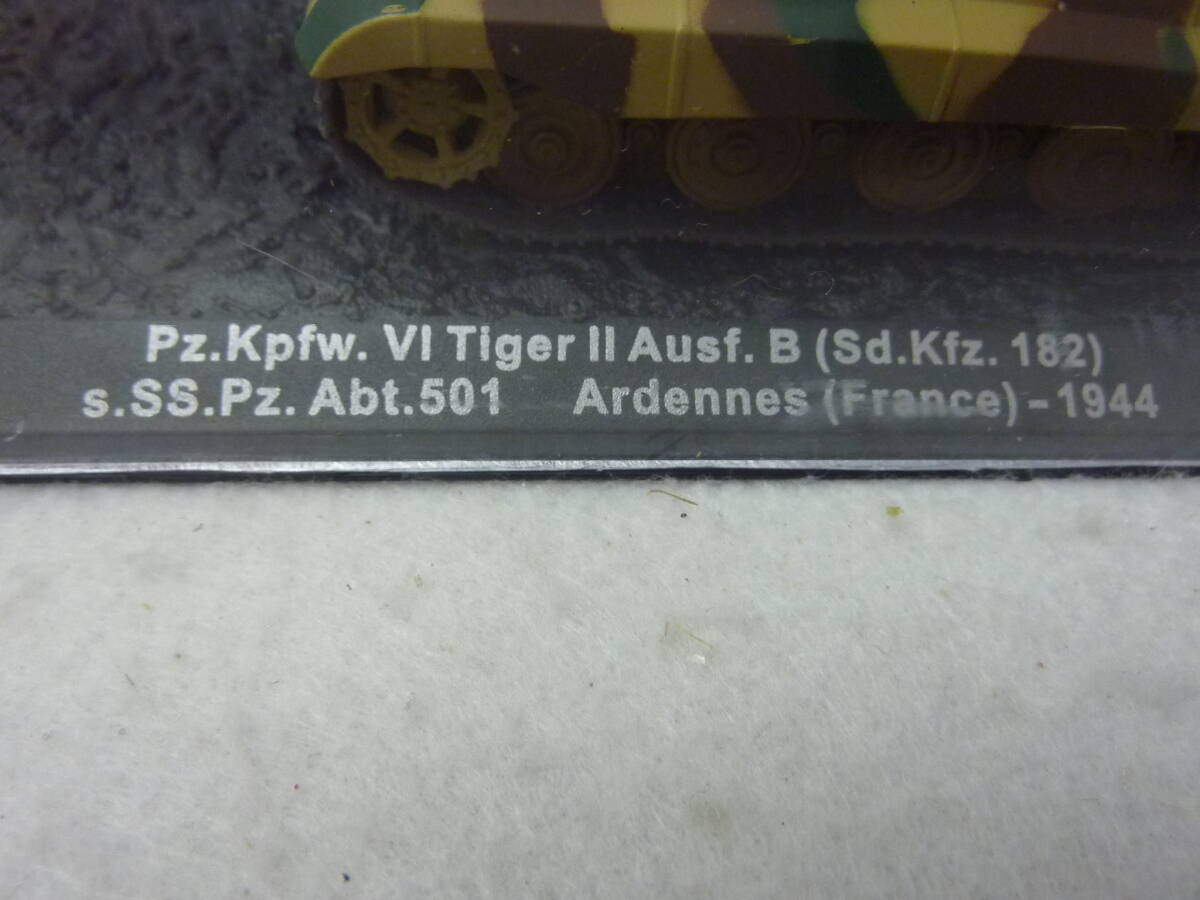 Pz.Kpfw. VI Tiger II Ausf. B (Sd.Kfz. 182)
s.SS.Pz. Abt.501 Ardennes (France) - 1944